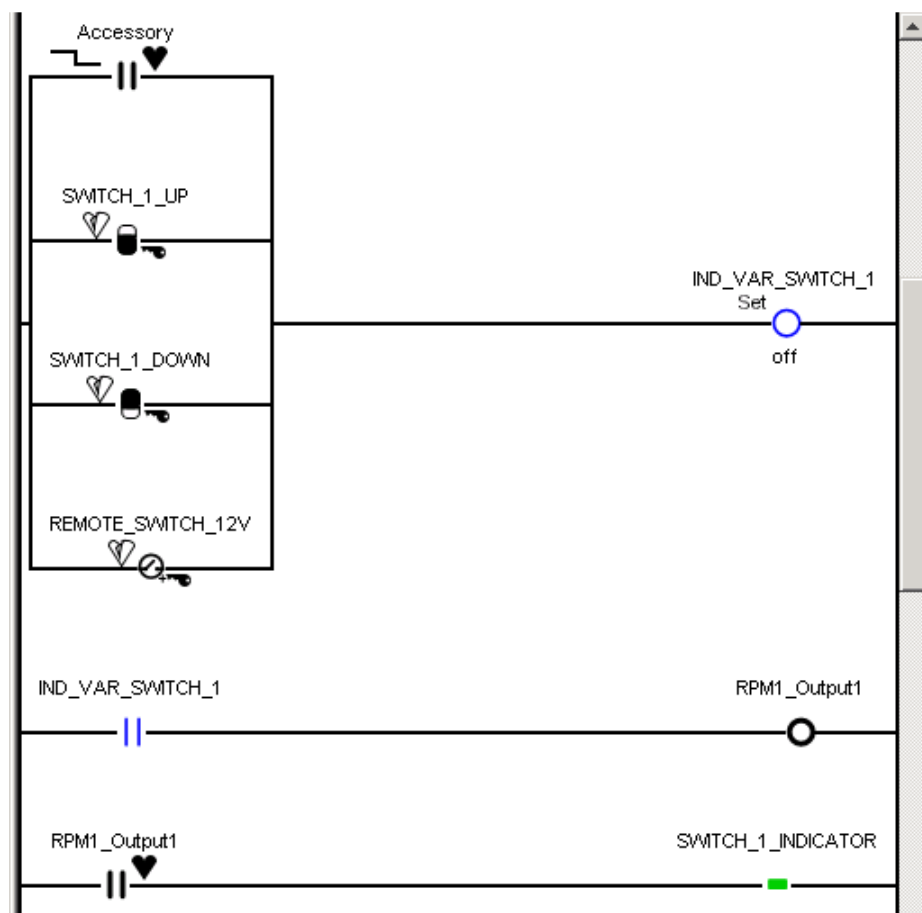 Accessory
SWITCH_1_UP
IND_VAR_SWITCH_1
Set
off
SWITCH_1_DOWN
REMOTE_SWITCH_12V
IND_VAR_SWITCH_1
RPM1_Output1
RPM1_Output1
SWITCH_1_INDICATOR